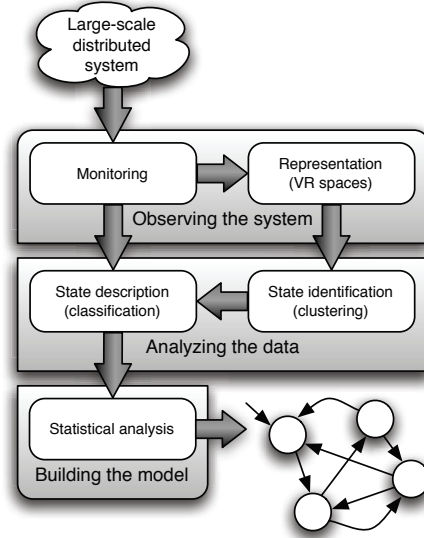 Large-scale
distributed
system
Monitoring
Representation
(VR spaces)
Observing the system
State description
(classification)
State identification
(clustering)
Analyzing the data
Statistical analysis
Building the model